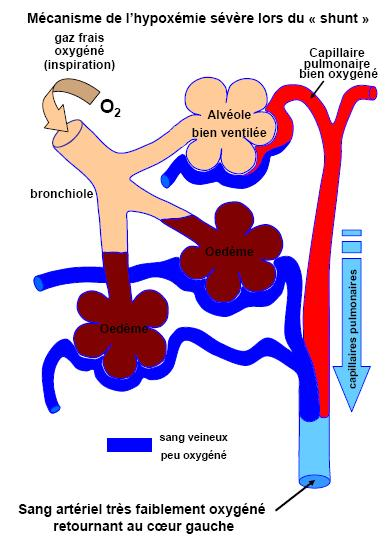 Mécanisme de l’hypoxémie sévère lors du « shunt »
gaz frais
oxygéné
(inspiration)
O2
Capillaire
pulmonaire
bien oxygéné
Alvéole
bien ventilée
bronchiole
Oedème
Oedème
capillaires pulmonaires
sang veineux
peu oxygéné
Sang artériel très faiblement oxygéné
retournant au cœur gauche